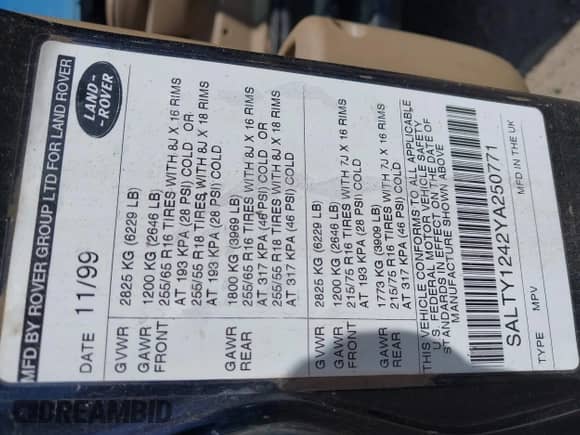 MFD BY ROVER GROUP LTD FOR LAND ROVER
LAND-
-ROVER
DATE 11/99
GVWR 2825 KG (6229 LB)
GAWR 1200 KG (2646 LB)
FRONT 255/65 R16 TIRES WITH 8J X 16 RIMS
AT 193 KPA (28 PSI) COLD OR
255/55 R18 TIRES WITH 8J X 18 RIMS
AT 193 KPA (28 PSI) COLD
GAWR 1800 KG (3969 LB)
REAR 255/65 R16 TIRES WITH 8J X 16 RIMS
AT 317 KPA (46 PSI) COLD OR
255/55 R18 TIRES WITH 8J X 18 RIMS
AT 317 KPA (46 PSI) COLD
GVWR 2825 KG (6229 LB)
GAWR 1200 KG (2646 LB)
FRONT 215/75 R16 TIRES WITH 7J X 16 RIMS
AT 193 KPA (28 PSI) COLD
GAWR 1773 KG (3909 LB)
REAR 215/75 R16 TIRES WITH 7J X 16 RIMS
AT 317 KPA (46 PSI) COLD
THIS VEHICLE CONFORMS TO ALL APPLICABLE
U.S. FEDERAL MOTOR VEHICLE SAFETY
STANDARDS IN EFFECT ON THE DATE OF
MANUFACTURE SHOWN ABOVE
SALTY1242YA250771
TYPE MPV MFD IN THE UK
DREAMBID